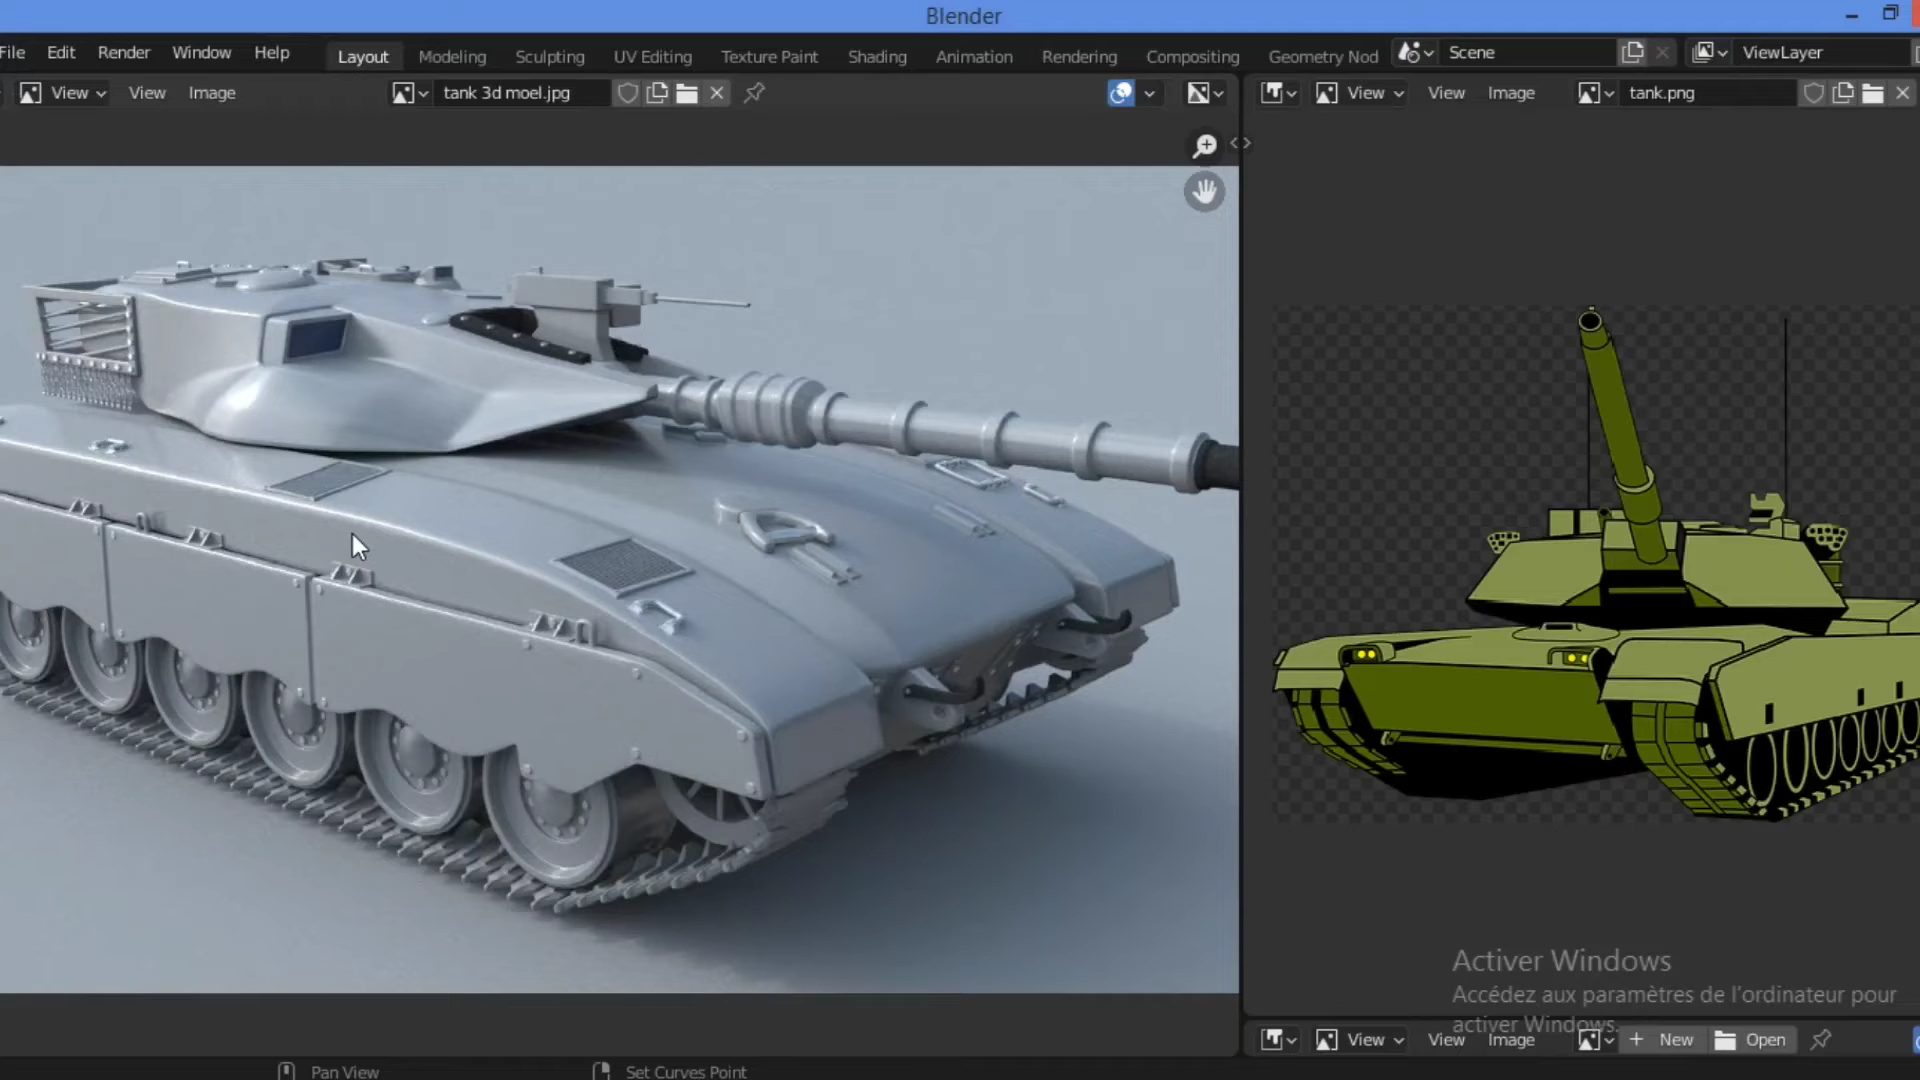 Blender
File Edit Render Window Help Layout Modeling Sculpting UV Editing Texture Paint Shading Animation Rendering Compositing Geometry Nod Scene ViewLayer
View View Image tank 3d moel.jpg View View Image tank.png
Activer Windows
Accédez aux paramètres de l'ordinateur pour
activer Windows.
View View Image New Open
Pan View Set Curves Point